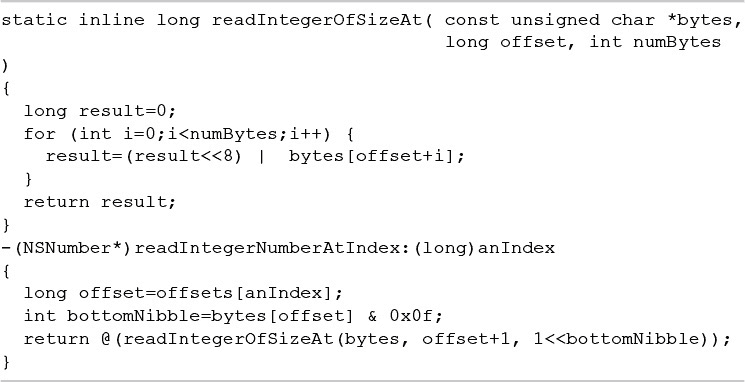 static inline long readIntegerOfSizeAt( const unsigned char *bytes,
                                        long offset, int numBytes
)
{
  long result=0;
  for (int i=0;i<numBytes;i++) {
    result=(result<<8) |  bytes[offset+i];
  }
  return result;
}
-(NSNumber*)readIntegerNumberAtIndex:(long)anIndex
{
  long offset=offsets[anIndex];
  int bottomNibble=bytes[offset] & 0x0f;
  return @(readIntegerOfSizeAt(bytes, offset+1, 1<<bottomNibble));
}